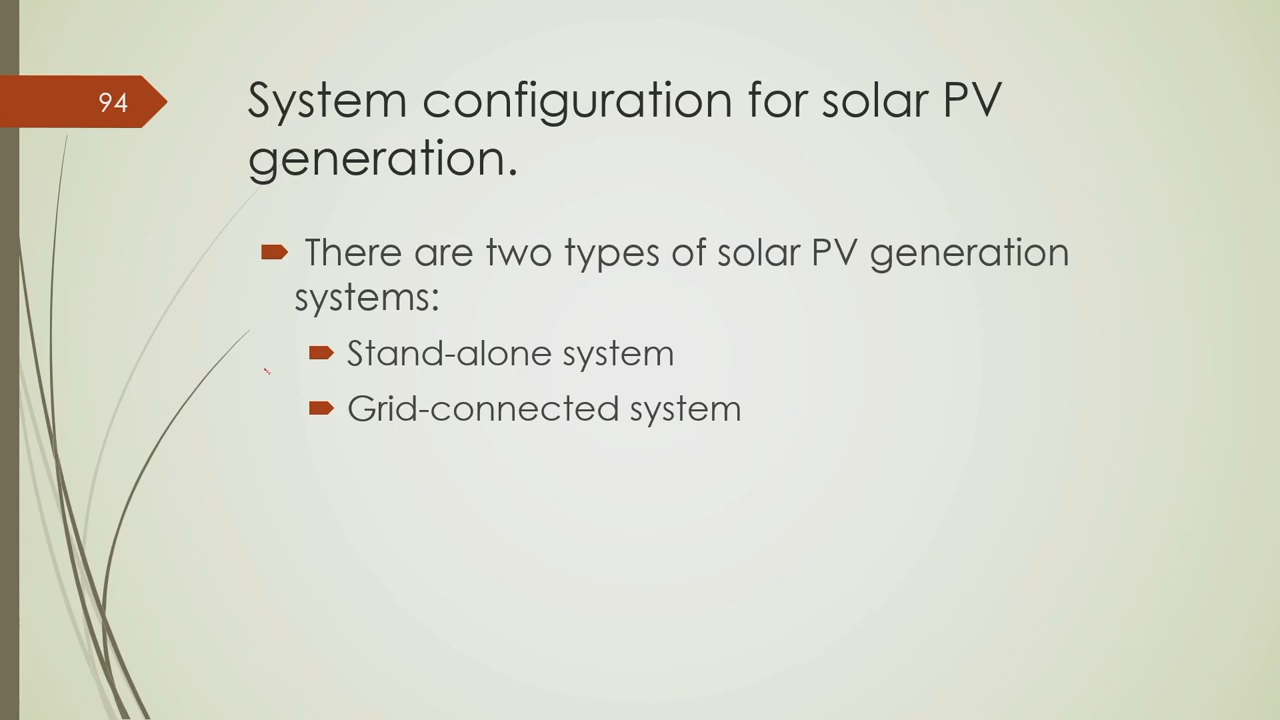 94
System configuration for solar PV
generation.
There are two types of solar PV generation
systems:
Stand-alone system
Grid-connected system